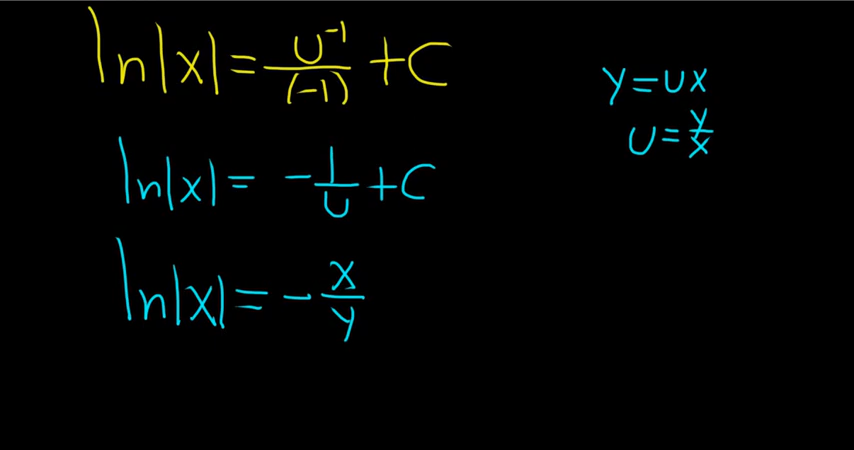 ln|x| = U⁻¹/(-1) + C
ln|x| = - 1/U + C
ln|x| = - x/y
y = Ux
U = y/x